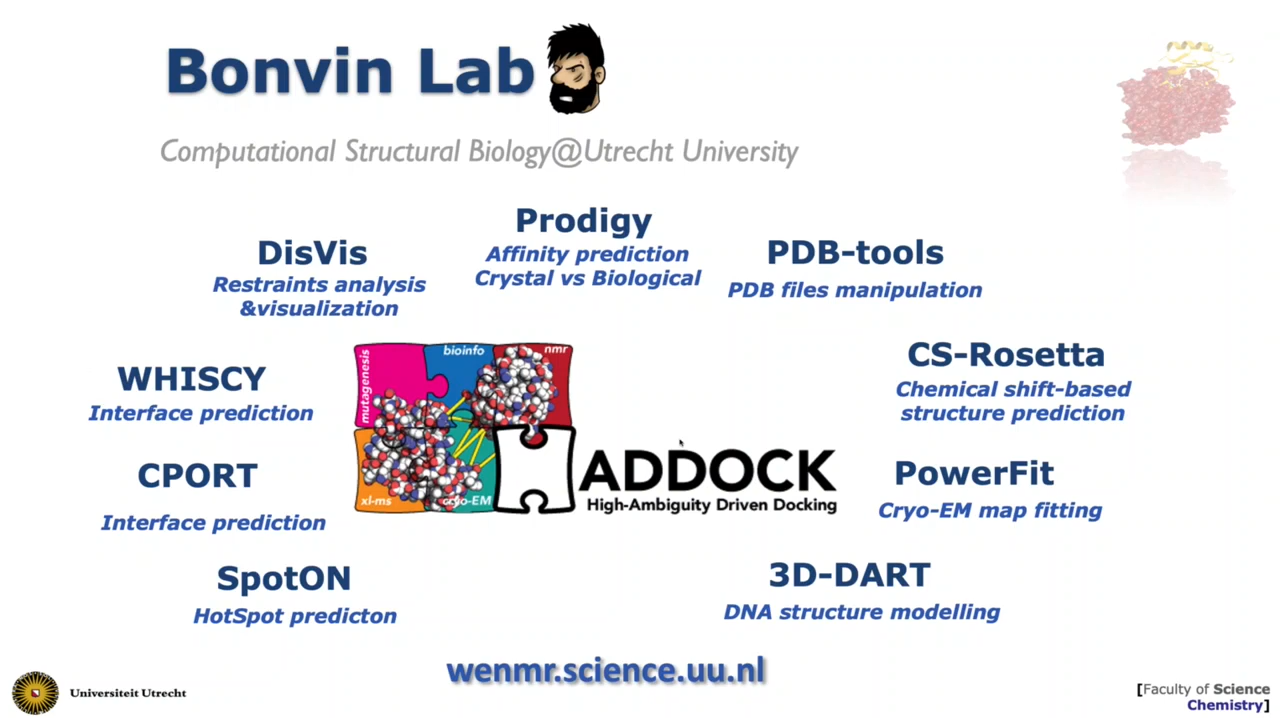 Bonvin Lab
Computational Structural Biology@Utrecht University
Prodigy
Affinity prediction
Crystal vs Biological
DisVis
Restraints analysis
&visualization
PDB-tools
PDB files manipulation
WHISCY
Interface prediction
mutagenesis
bioinfo
nmr
xl-ms
cryo-EM
ADDOCK
High-Ambiguity Driven Docking
CS-Rosetta
Chemical shift-based
structure prediction
CPORT
Interface prediction
PowerFit
Cryo-EM map fitting
SpotON
HotSpot predicton
3D-DART
DNA structure modelling
wenmr.science.uu.nl
Universiteit Utrecht
[Faculty of Science
Chemistry]